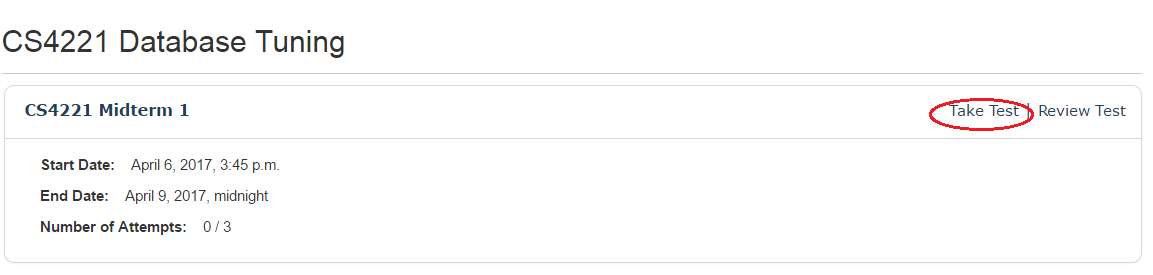 CS4221 Database Tuning
CS4221 Midterm 1 Take Test | Review Test
Start Date: April 6, 2017, 3:45 p.m.
End Date: April 9, 2017, midnight
Number of Attempts: 0 / 3